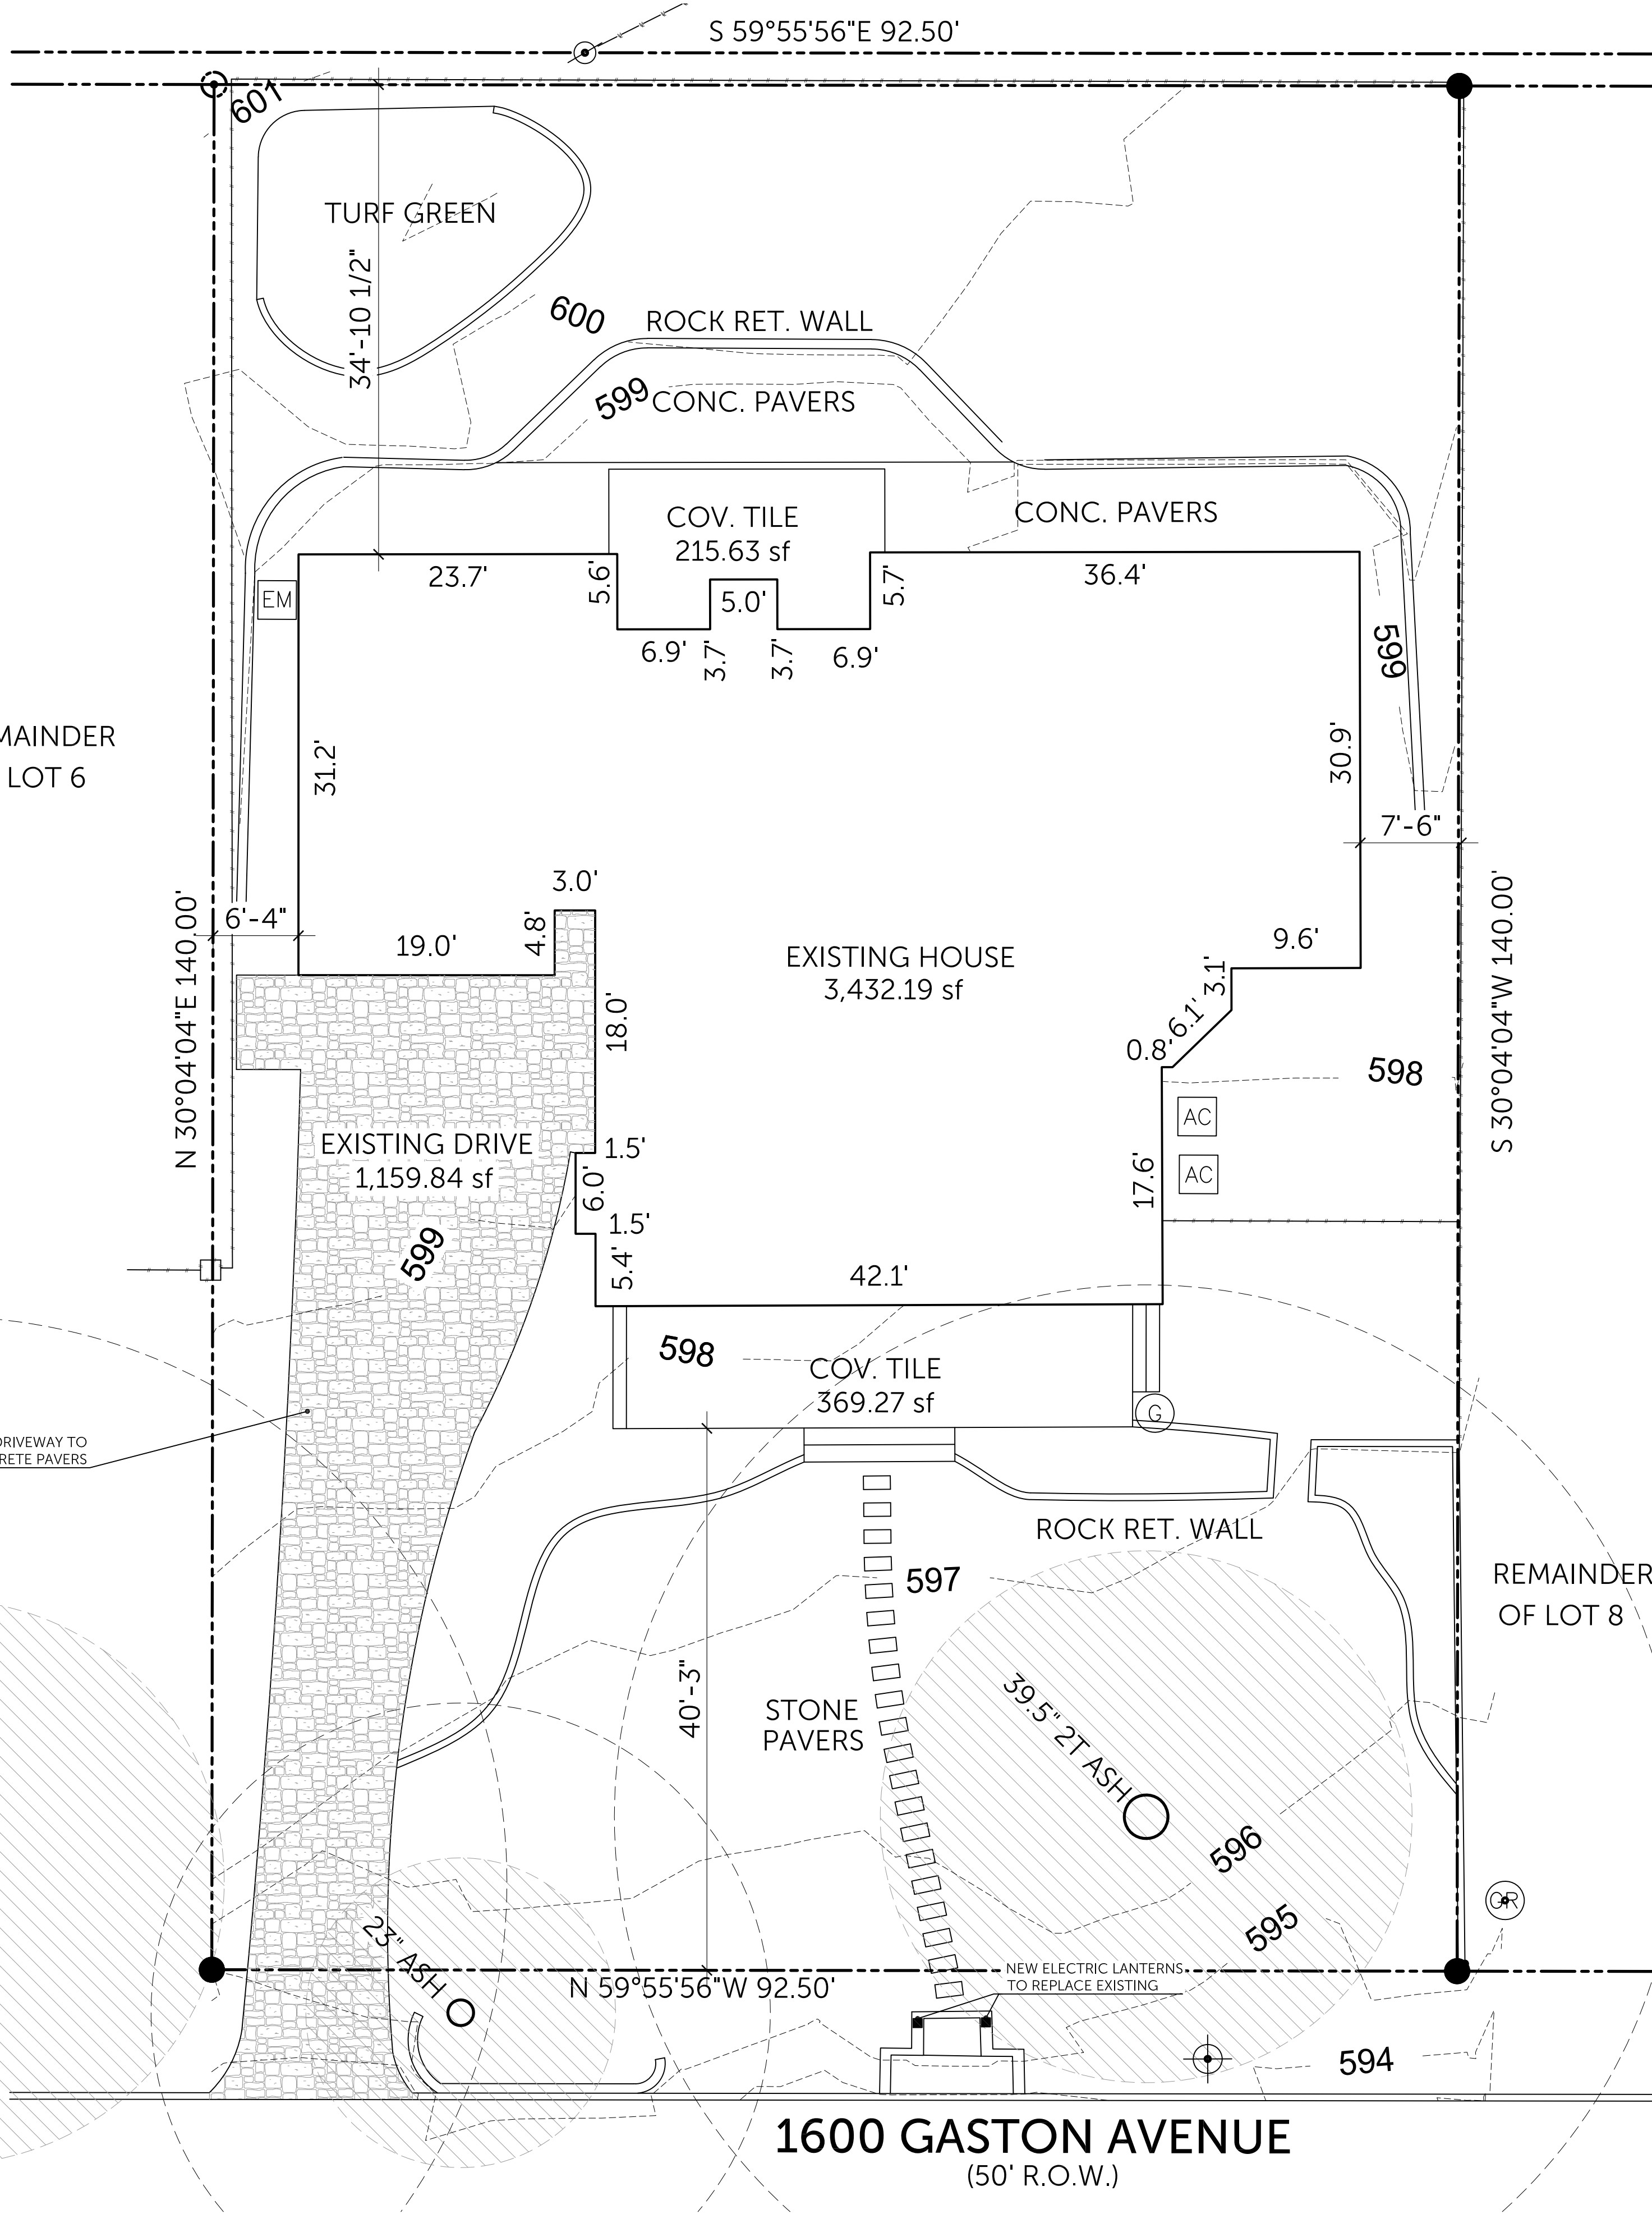 S 59°55'56"E 92.50'
601
TURF GREEN
34'-10 1/2"
600
ROCK RET. WALL
599
CONC. PAVERS
COV. TILE
215.63 sf
CONC. PAVERS
EM
23.7'
5.6'
5.0'
5.7'
36.4'
6.9'
3.7'
3.7'
6.9'
599
MAINDER
LOT 6
31.2'
30.9'
7'-6"
3.0'
6'-4"
19.0'
4.8'
9.6'
EXISTING HOUSE
3,432.19 sf
3.1'
6.1'
0.8'
N 30°04'04"E 140.00'
S 30°04'04"W 140.00'
18.0'
598
AC
AC
EXISTING DRIVE
1,159.84 sf
1.5'
6.0'
17.6'
1.5'
599
5.4'
42.1'
598
COV. TILE
369.27 sf
G
DRIVEWAY TO
RETE PAVERS
ROCK RET. WALL
597
REMAINDER
OF LOT 8
40'-3"
STONE
PAVERS
39.5" 2T ASH
596
595
23" ASH
N 59°55'56"W 92.50'
NEW ELECTRIC LANTERNS
TO REPLACE EXISTING
594
1600 GASTON AVENUE
(50' R.O.W.)